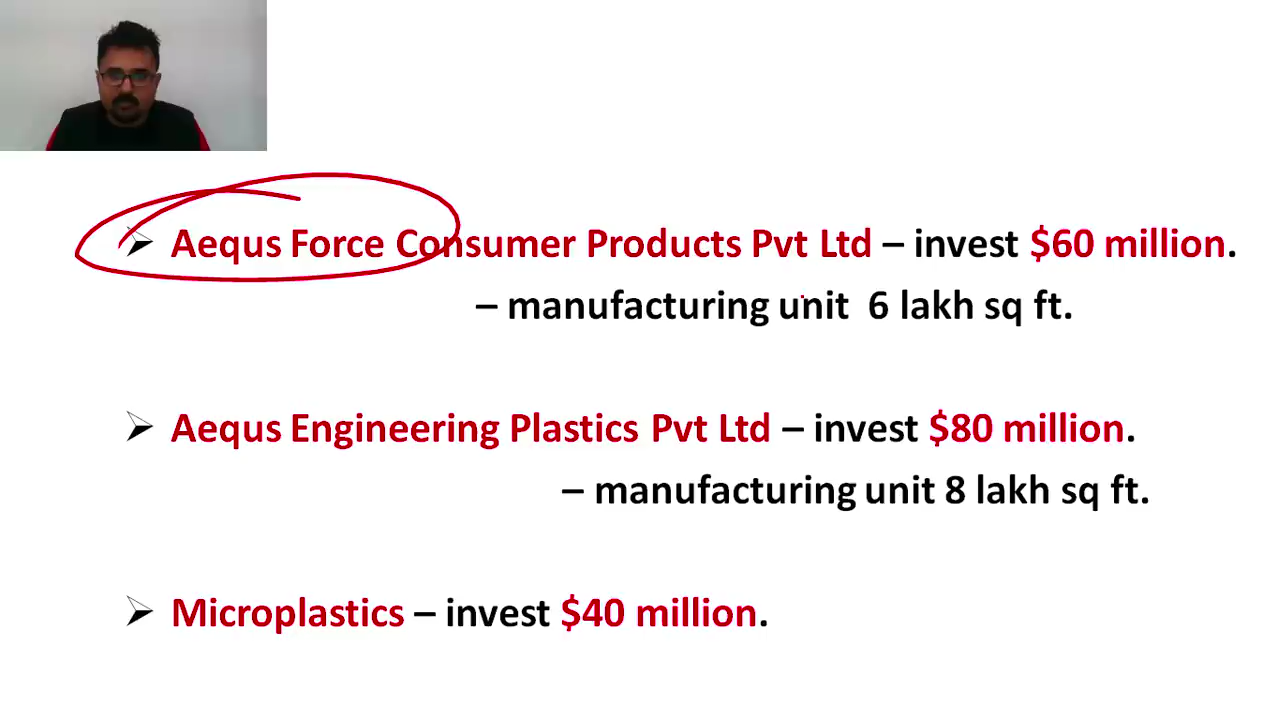 ➢ Aequs Force Consumer Products Pvt Ltd – invest $60 million.
– manufacturing unit 6 lakh sq ft.
➢ Aequs Engineering Plastics Pvt Ltd – invest $80 million.
– manufacturing unit 8 lakh sq ft.
➢ Microplastics – invest $40 million.